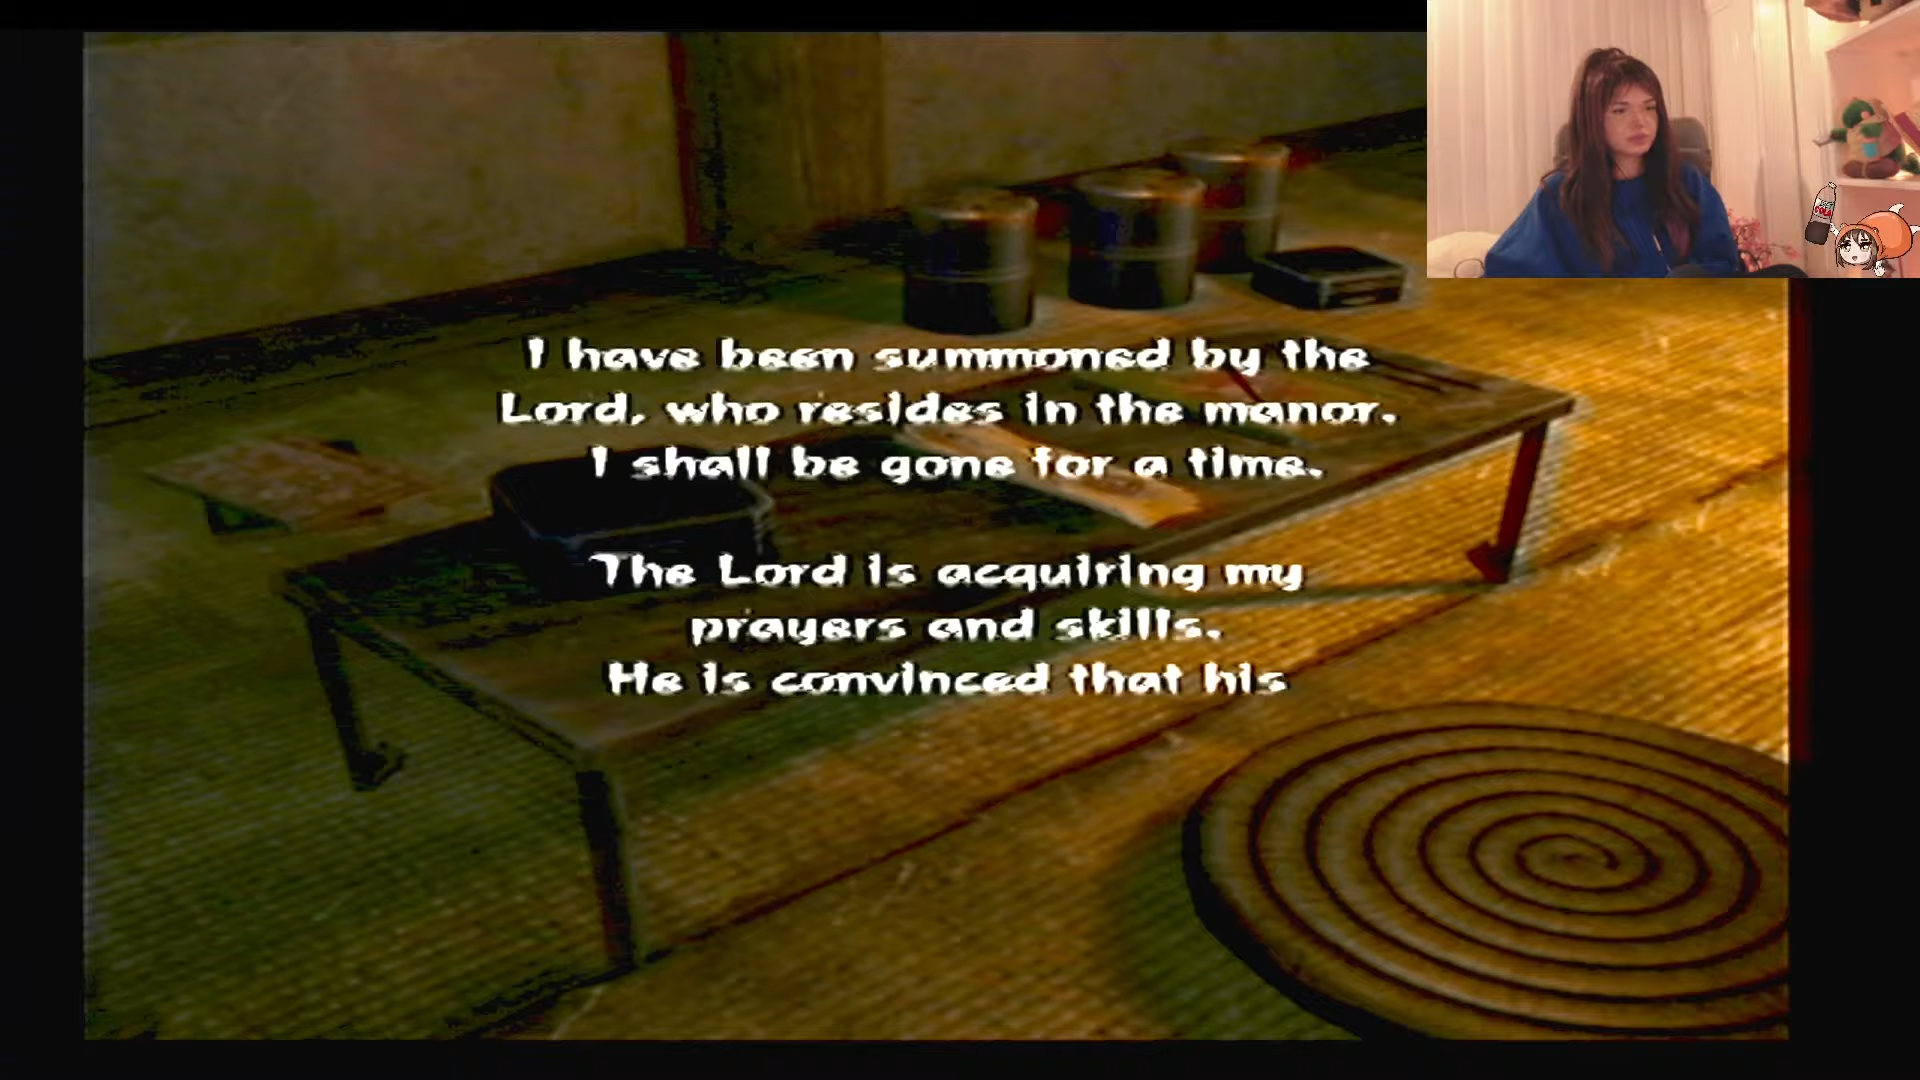 I have been summoned by the
Lord, who resides in the manor.
I shall be gone for a time.
The Lord is acquiring my
prayers and skills.
He is convinced that his
COLA